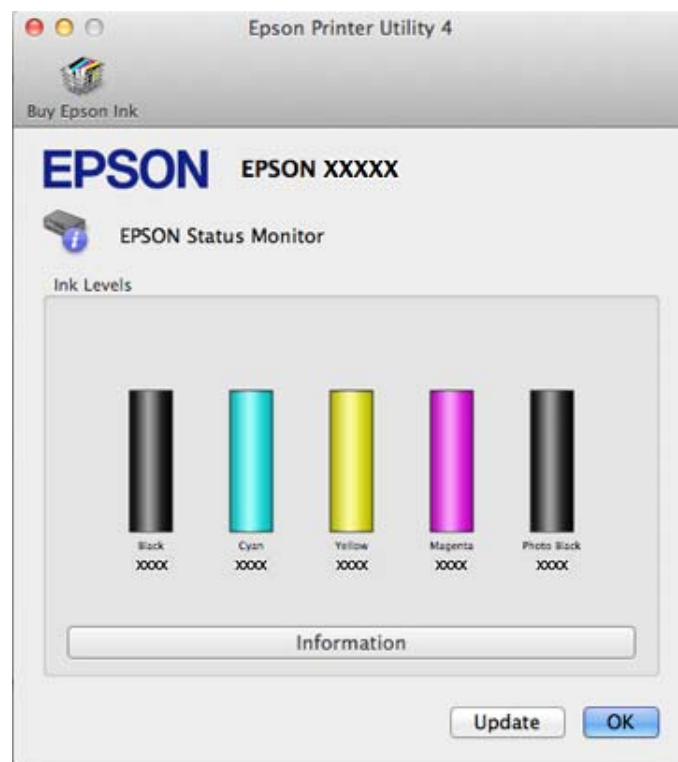 Epson Printer Utility 4
Buy Epson Ink
EPSON EPSON XXXXX
EPSON Status Monitor
Ink Levels
Black Cyan Yellow Magenta Photo Black
XXXX XXXX XXXX XXXX XXXX
Information
Update OK